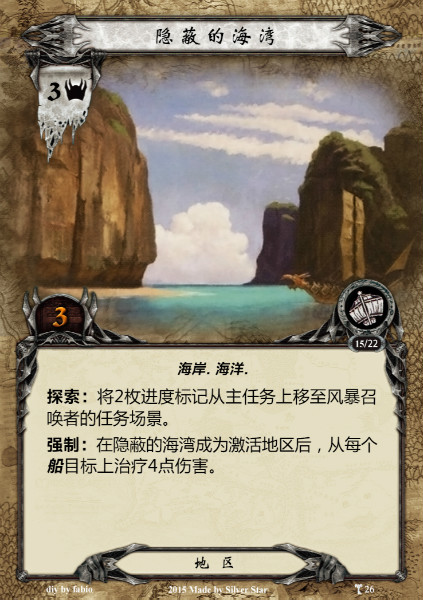 隐蔽的海湾
3
3
15/22
海岸. 海洋.
探索：将2枚进度标记从主任务上移至风暴召
唤者的任务场景。
强制：在隐蔽的海湾成为激活地区后，从每个
船目标上治疗4点伤害。
地区
diy by fabio
2015 Made by Silver Star
26